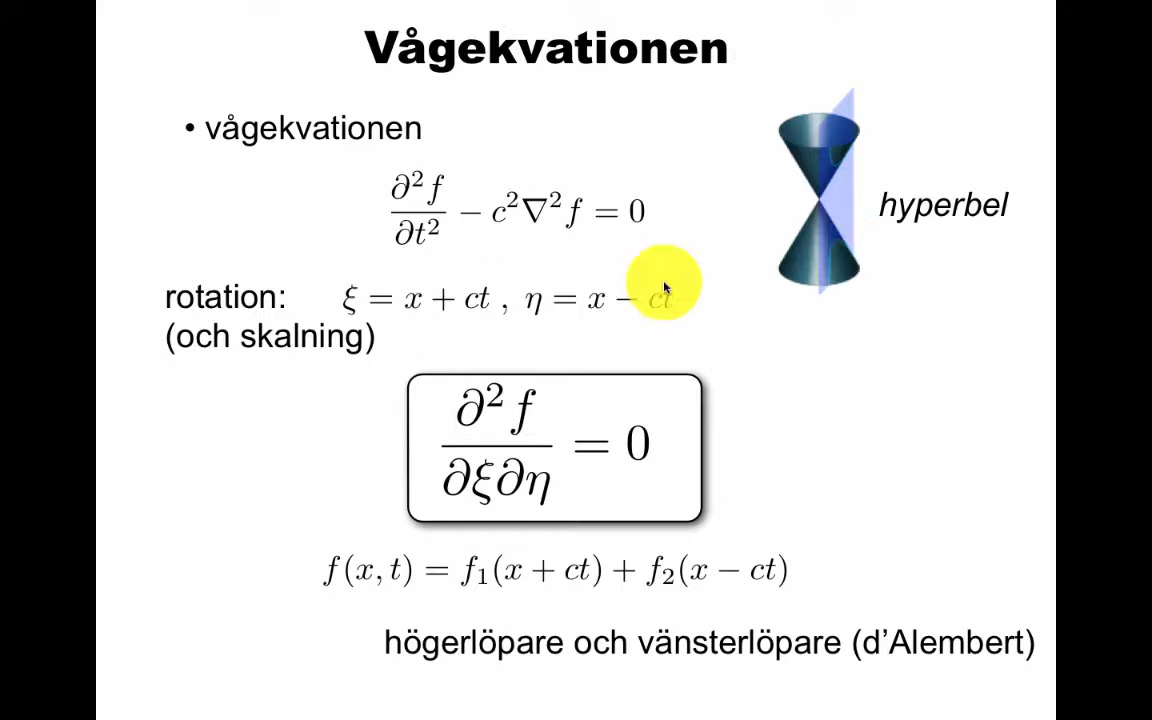 Vågekvationen
• vågekvationen
∂²f/∂t² − c²∇²f = 0
hyperbel
rotation: ξ = x + ct , η = x − ct
(och skalning)
∂²f/∂ξ∂η = 0
f(x, t) = f₁(x + ct) + f₂(x − ct)
högerlöpare och vänsterlöpare (d’Alembert)